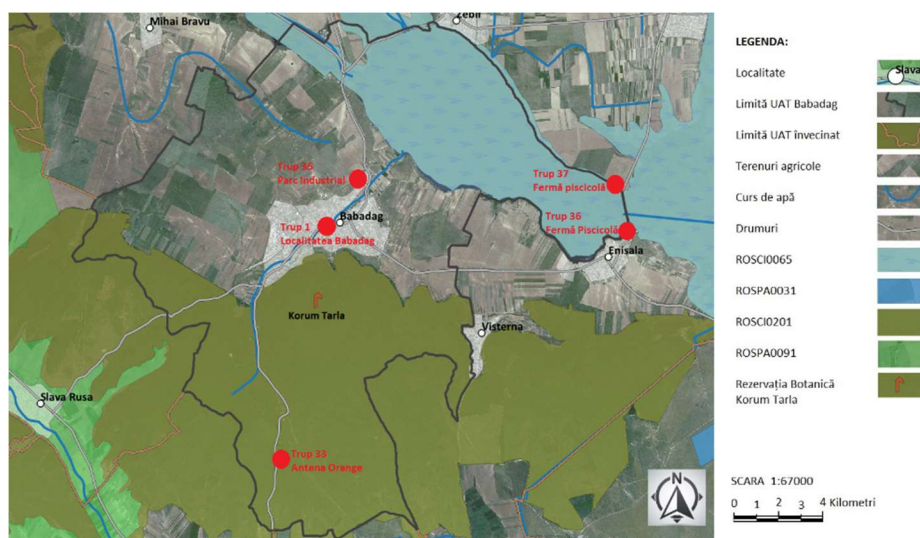 Mihai Bravu
Zebil
Trup 35
Parc Industrial
Trup 37
Fermă piscicolă
Trup 1
Babadag
Localitatea Babadag
Trup 36
Fermă Piscicolă
Enisala
Korum Tarla
Visterna
Slava Rusa
Trup 33
Antena Orange
N
LEGENDA:
Localitate
Slava
Limită UAT Babadag
Limită UAT învecinat
Terenuri agricole
Curs de apă
Drumuri
ROSCI0065
ROSPA0031
ROSCI0201
ROSPA0091
Rezervația Botanică
Korum Tarla
SCARA 1:67000
0 1 2 3 4 Kilometri